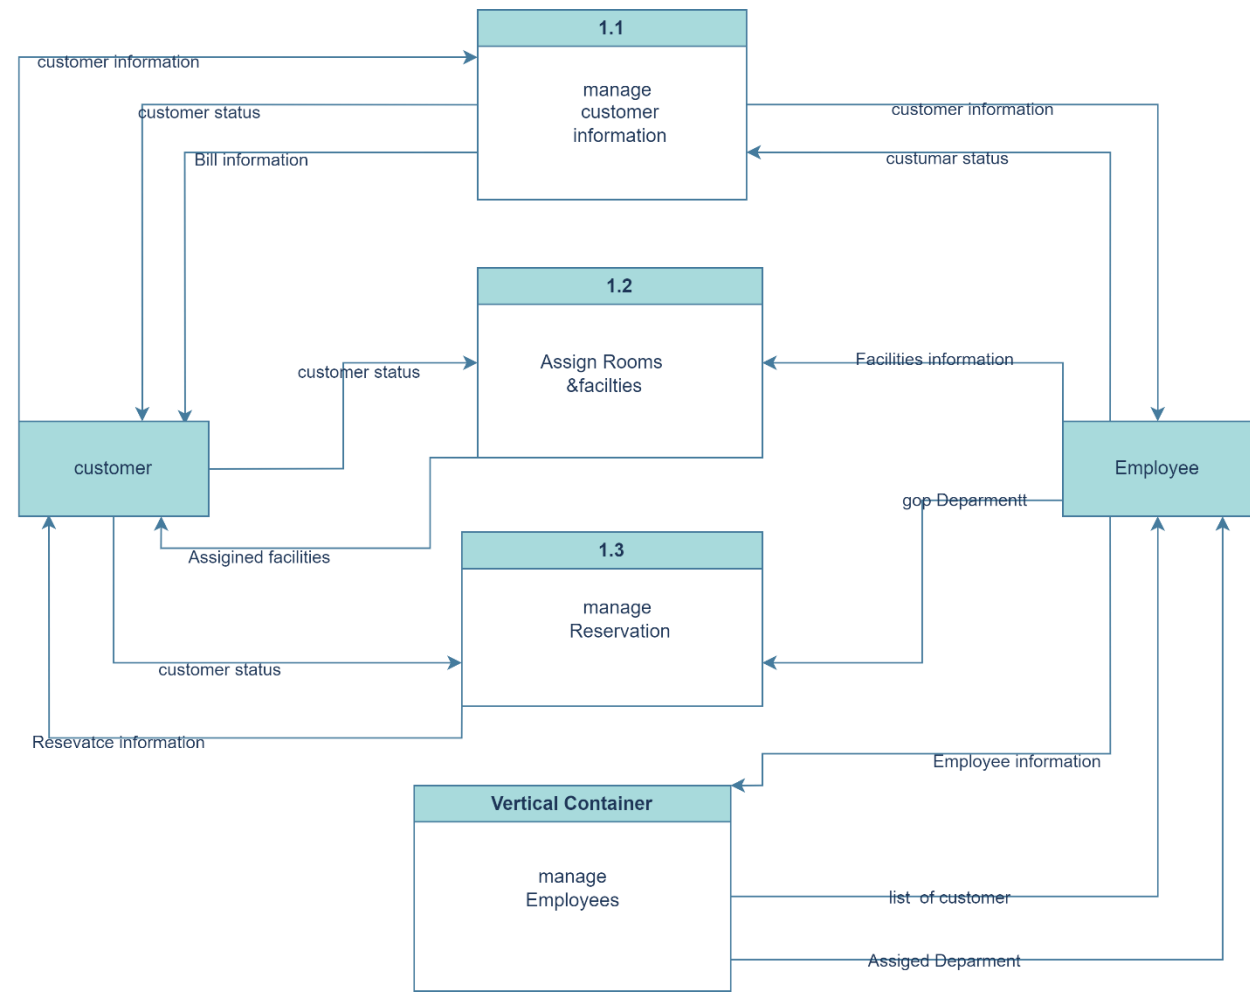 1.1
customer information
manage
customer
information
customer status
customer information
Bill information
custumar status
1.2
Assign Rooms
&facilties
customer status
Facilities information
customer
Employee
gop Deparmentt
Assigined facilities
1.3
manage
Reservation
customer status
Resevatce information
Employee information
Vertical Container
manage
Employees
list of customer
Assiged Deparment